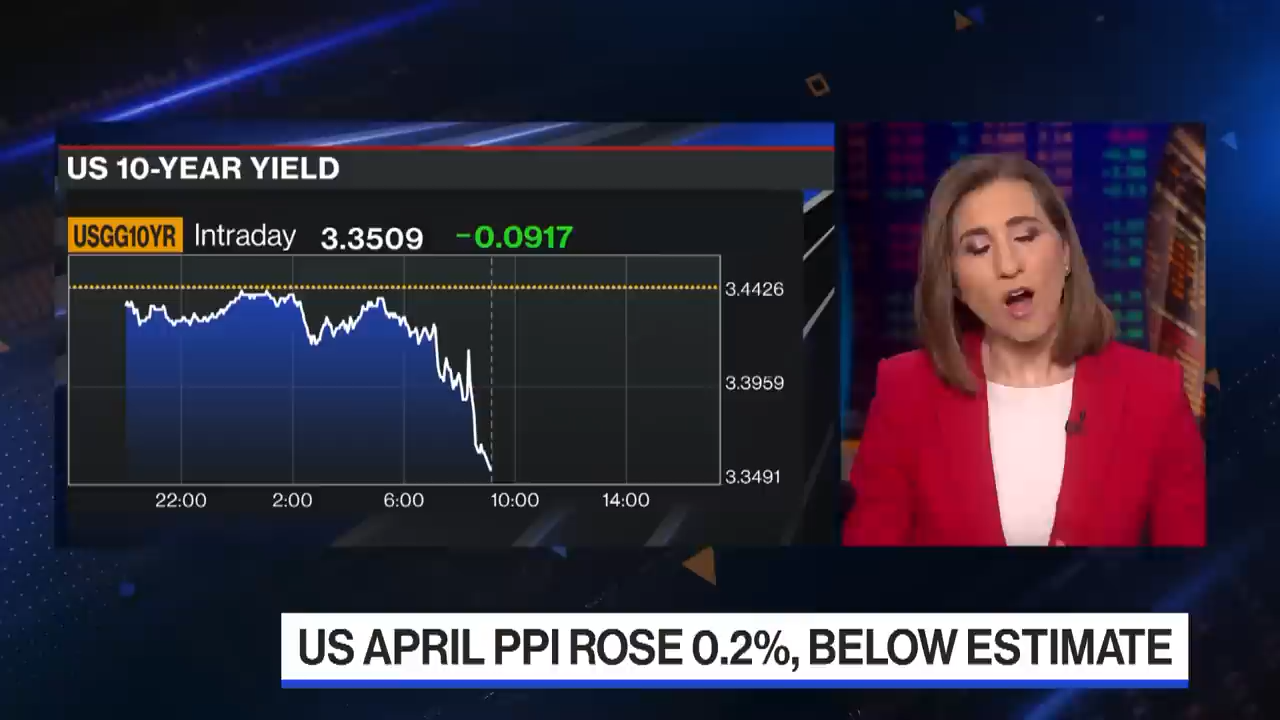 US 10-YEAR YIELD
USGG10YR Intraday 3.3509 -0.0917
3.4426
3.3959
3.3491
22:00 2:00 6:00 10:00 14:00
US APRIL PPI ROSE 0.2%, BELOW ESTIMATE